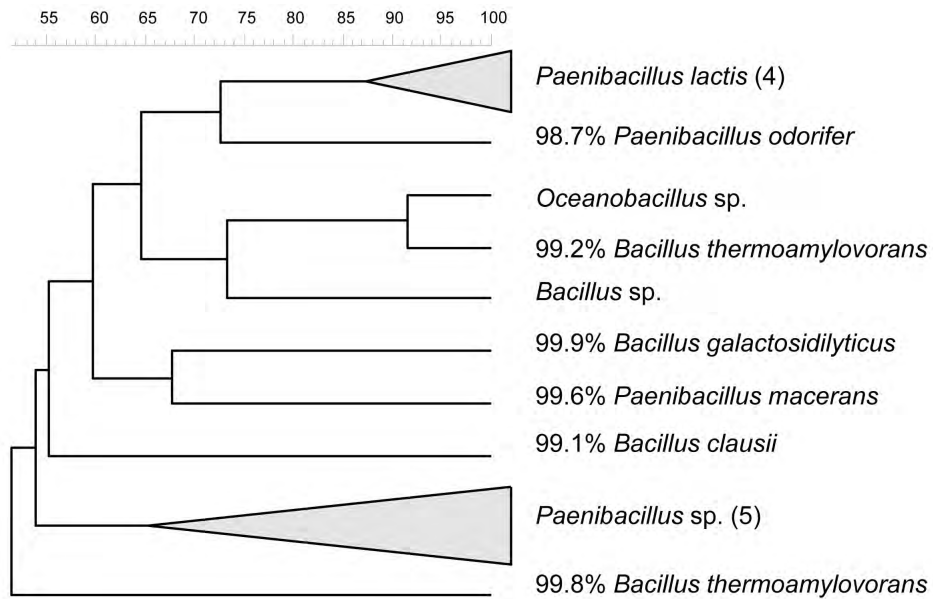 55 60 65 70 75 80 85 90 95 100
Paenibacillus lactis (4)
98.7% Paenibacillus odorifer
Oceanobacillus sp.
99.2% Bacillus thermoamylovorans
Bacillus sp.
99.9% Bacillus galactosidilyticus
99.6% Paenibacillus macerans
99.1% Bacillus clausii
Paenibacillus sp. (5)
99.8% Bacillus thermoamylovorans